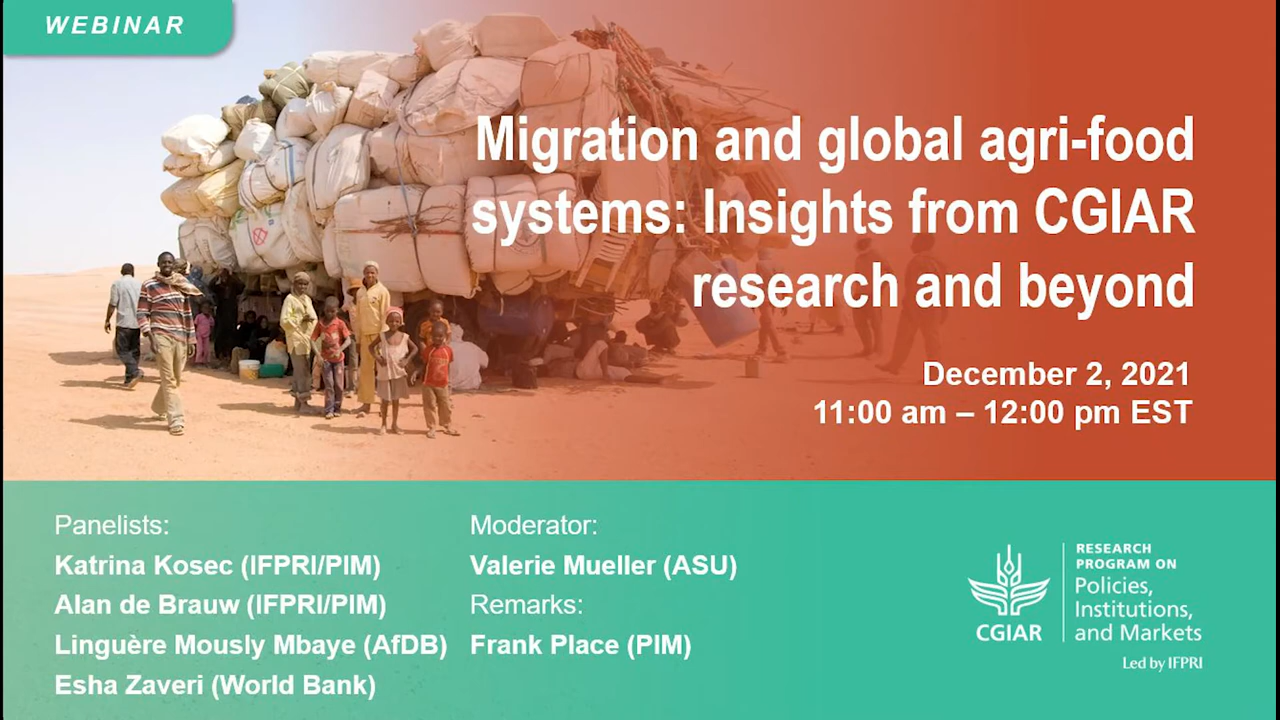 WEBINAR
Migration and global agri-food
systems: Insights from CGIAR
research and beyond
December 2, 2021
11:00 am – 12:00 pm EST
Panelists:
Katrina Kosec (IFPRI/PIM)
Alan de Brauw (IFPRI/PIM)
Linguère Mously Mbaye (AfDB)
Esha Zaveri (World Bank)
Moderator:
Valerie Mueller (ASU)
Remarks:
Frank Place (PIM)
CGIAR
RESEARCH
PROGRAM ON
Policies,
Institutions,
and Markets
Led by IFPRI